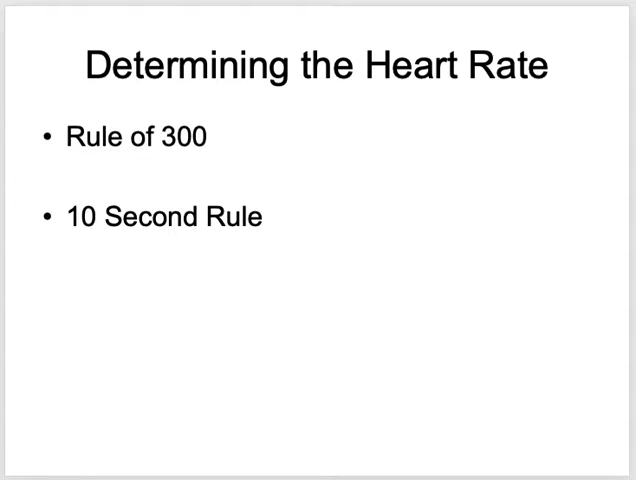 Determining the Heart Rate
• Rule of 300
• 10 Second Rule